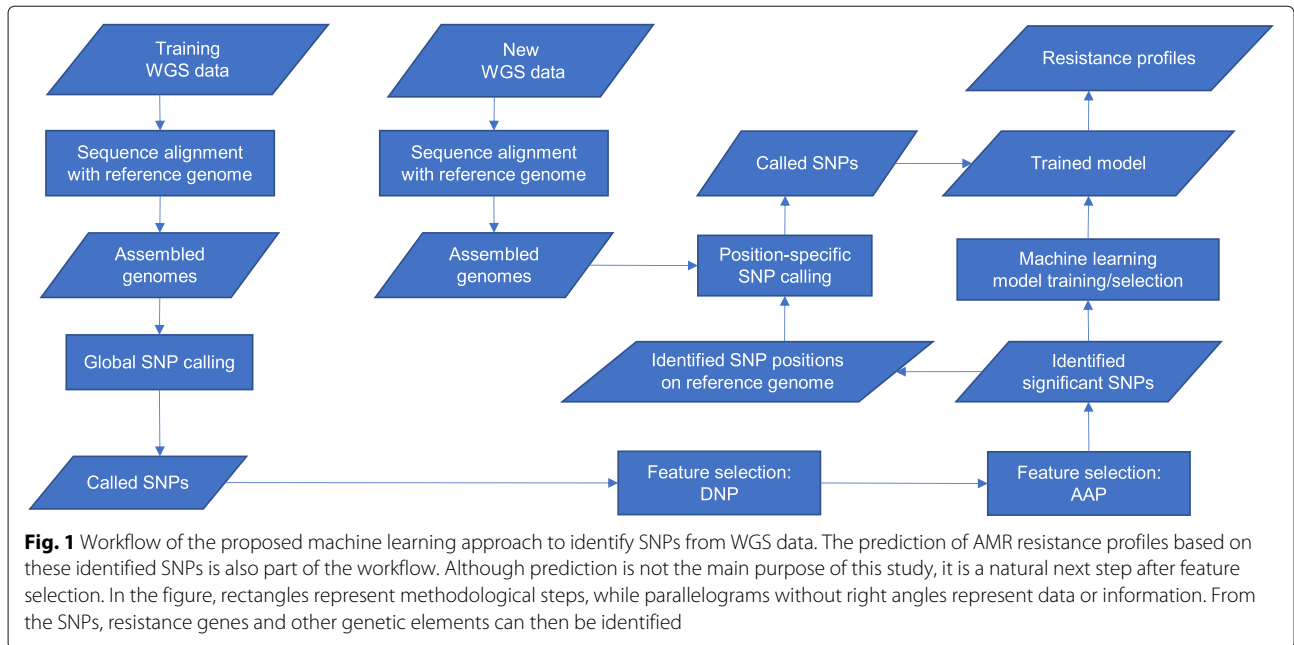 Training
WGS data
New
WGS data
Resistance profiles
Sequence alignment
with reference genome
Sequence alignment
with reference genome
Called SNPs
Trained model
Assembled
genomes
Assembled
genomes
Position-specific
SNP calling
Machine learning
model training/selection
Global SNP calling
Identified SNP positions
on reference genome
Identified
significant SNPs
Called SNPs
Feature selection:
DNP
Feature selection:
AAP
Fig. 1 Workflow of the proposed machine learning approach to identify SNPs from WGS data. The prediction of AMR resistance profiles based on
these identified SNPs is also part of the workflow. Although prediction is not the main purpose of this study, it is a natural next step after feature
selection. In the figure, rectangles represent methodological steps, while parallelograms without right angles represent data or information. From
the SNPs, resistance genes and other genetic elements can then be identified